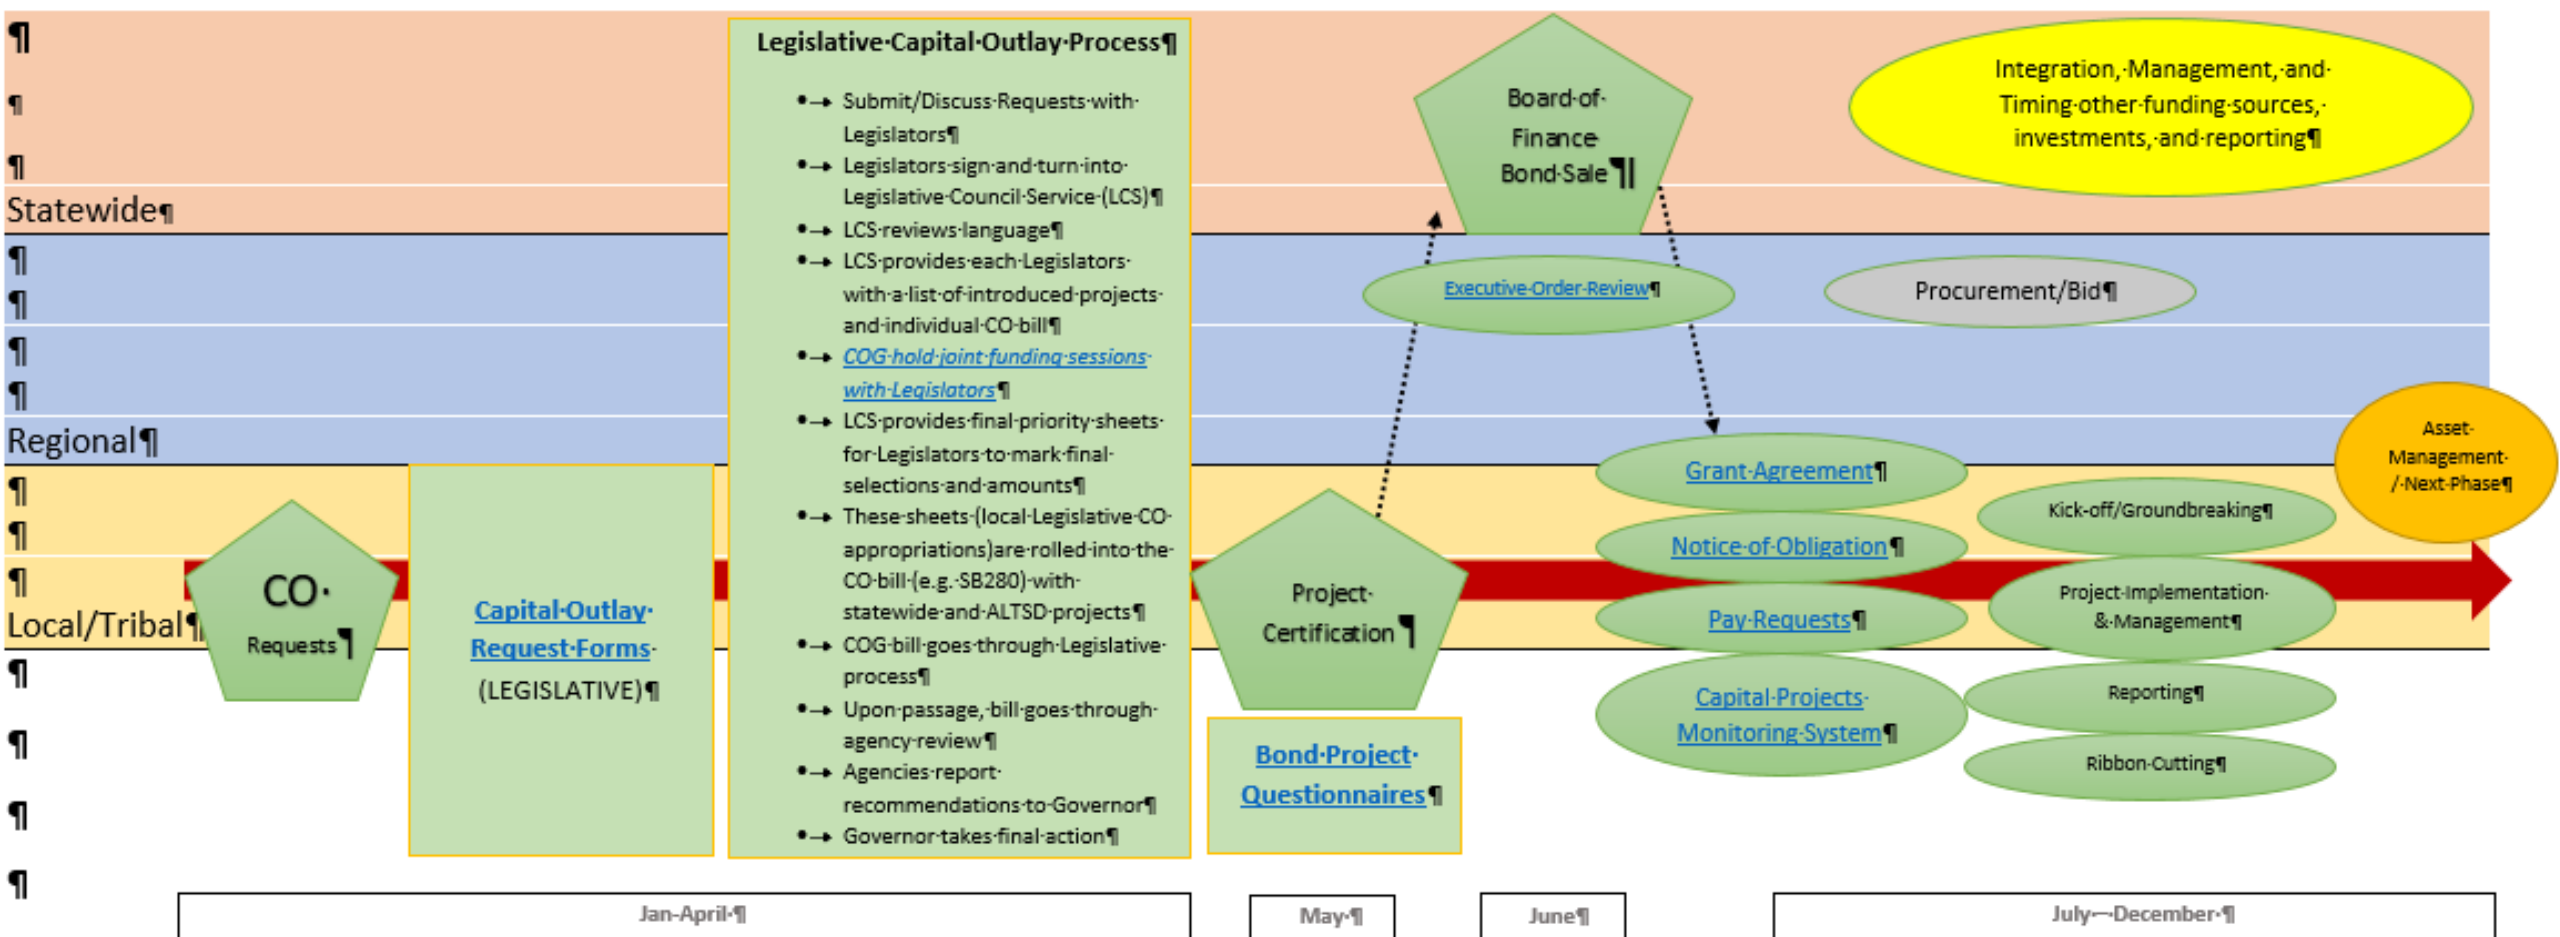 Statewide
Regional
Local/Tribal
CO
Requests
Capital Outlay
Request Forms
(LEGISLATIVE)
Legislative Capital Outlay Process
Submit/Discuss Requests with
Legislators
Legislators sign and turn into
Legislative Council Service (LCS)
LCS reviews language
LCS provides each Legislators
with a list of introduced projects
and individual CO bill
COG hold joint funding sessions
with Legislators
LCS provides final priority sheets
for Legislators to mark final
selections and amounts
These sheets (local Legislative CO
appropriations)are rolled into the
CO bill (e.g. SB280) with
statewide and ALTSD projects
COG bill goes through Legislative
process
Upon passage, bill goes through
agency review
Agencies report
recommendations to Governor
Governor takes final action
Project
Certification
Bond Project
Questionnaires
Board of
Finance
Bond Sale
Executive Order Review
Grant Agreement
Notice of Obligation
Pay Requests
Capital Projects
Monitoring System
Integration, Management, and
Timing other funding sources,
investments, and reporting
Procurement/Bid
Kick-off/Groundbreaking
Project Implementation
& Management
Reporting
Ribbon Cutting
Asset
Management
/ Next Phase
Jan-April
May
June
July – December